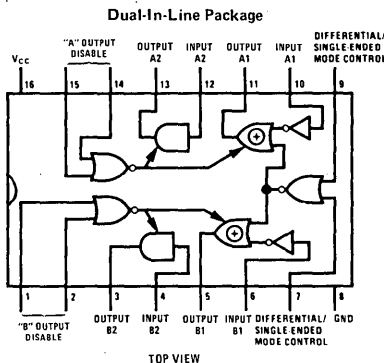 Dual-In-Line Package
VCC
"A" OUTPUT
DISABLE
OUTPUT
A2
INPUT
A2
OUTPUT
A1
INPUT
A1
DIFFERENTIAL/
SINGLE-ENDED
MODE CONTROL
16 15 14 13 12 11 10 9
1 2 3 4 5 6 7 8
"B" OUTPUT
DISABLE
OUTPUT
B2
INPUT
B2
OUTPUT
B1
INPUT
B1
DIFFERENTIAL/
SINGLE-ENDED
MODE CONTROL
GND
TOP VIEW